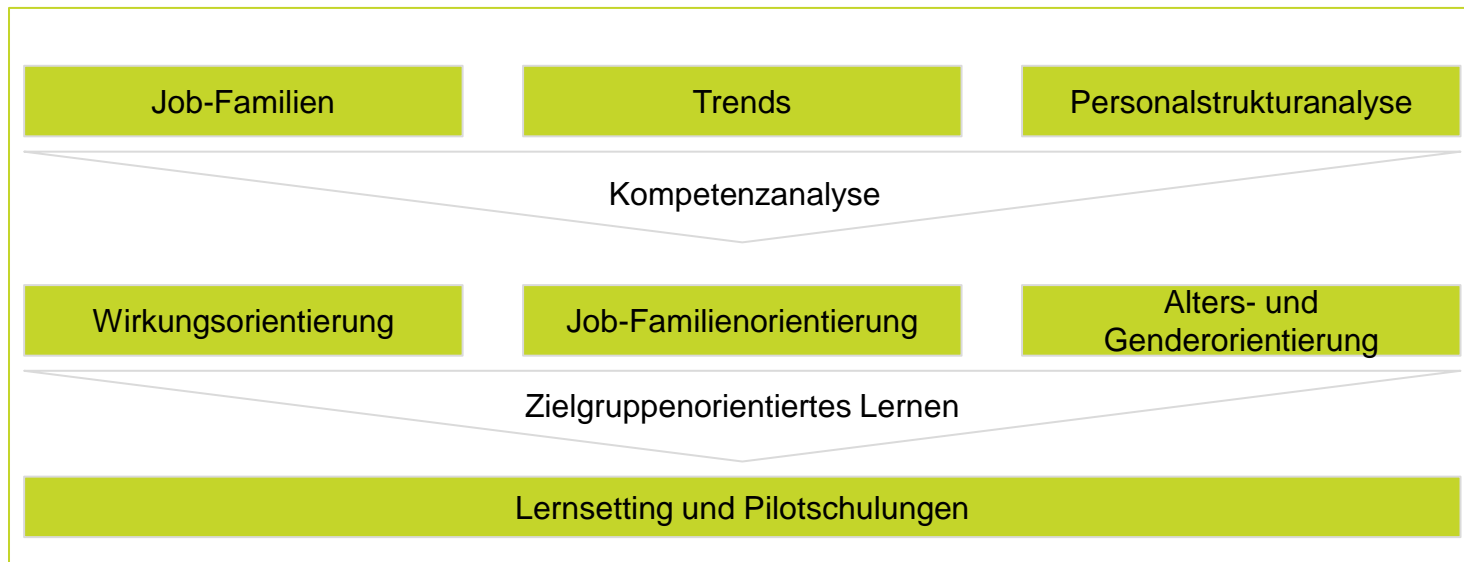 Job-Familien
Trends
Personalstrukturanalyse
Kompetenzanalyse
Wirkungsorientierung
Job-Familienorientierung
Alters- und
Genderorientierung
Zielgruppenorientiertes Lernen
Lernsetting und Pilotschulungen